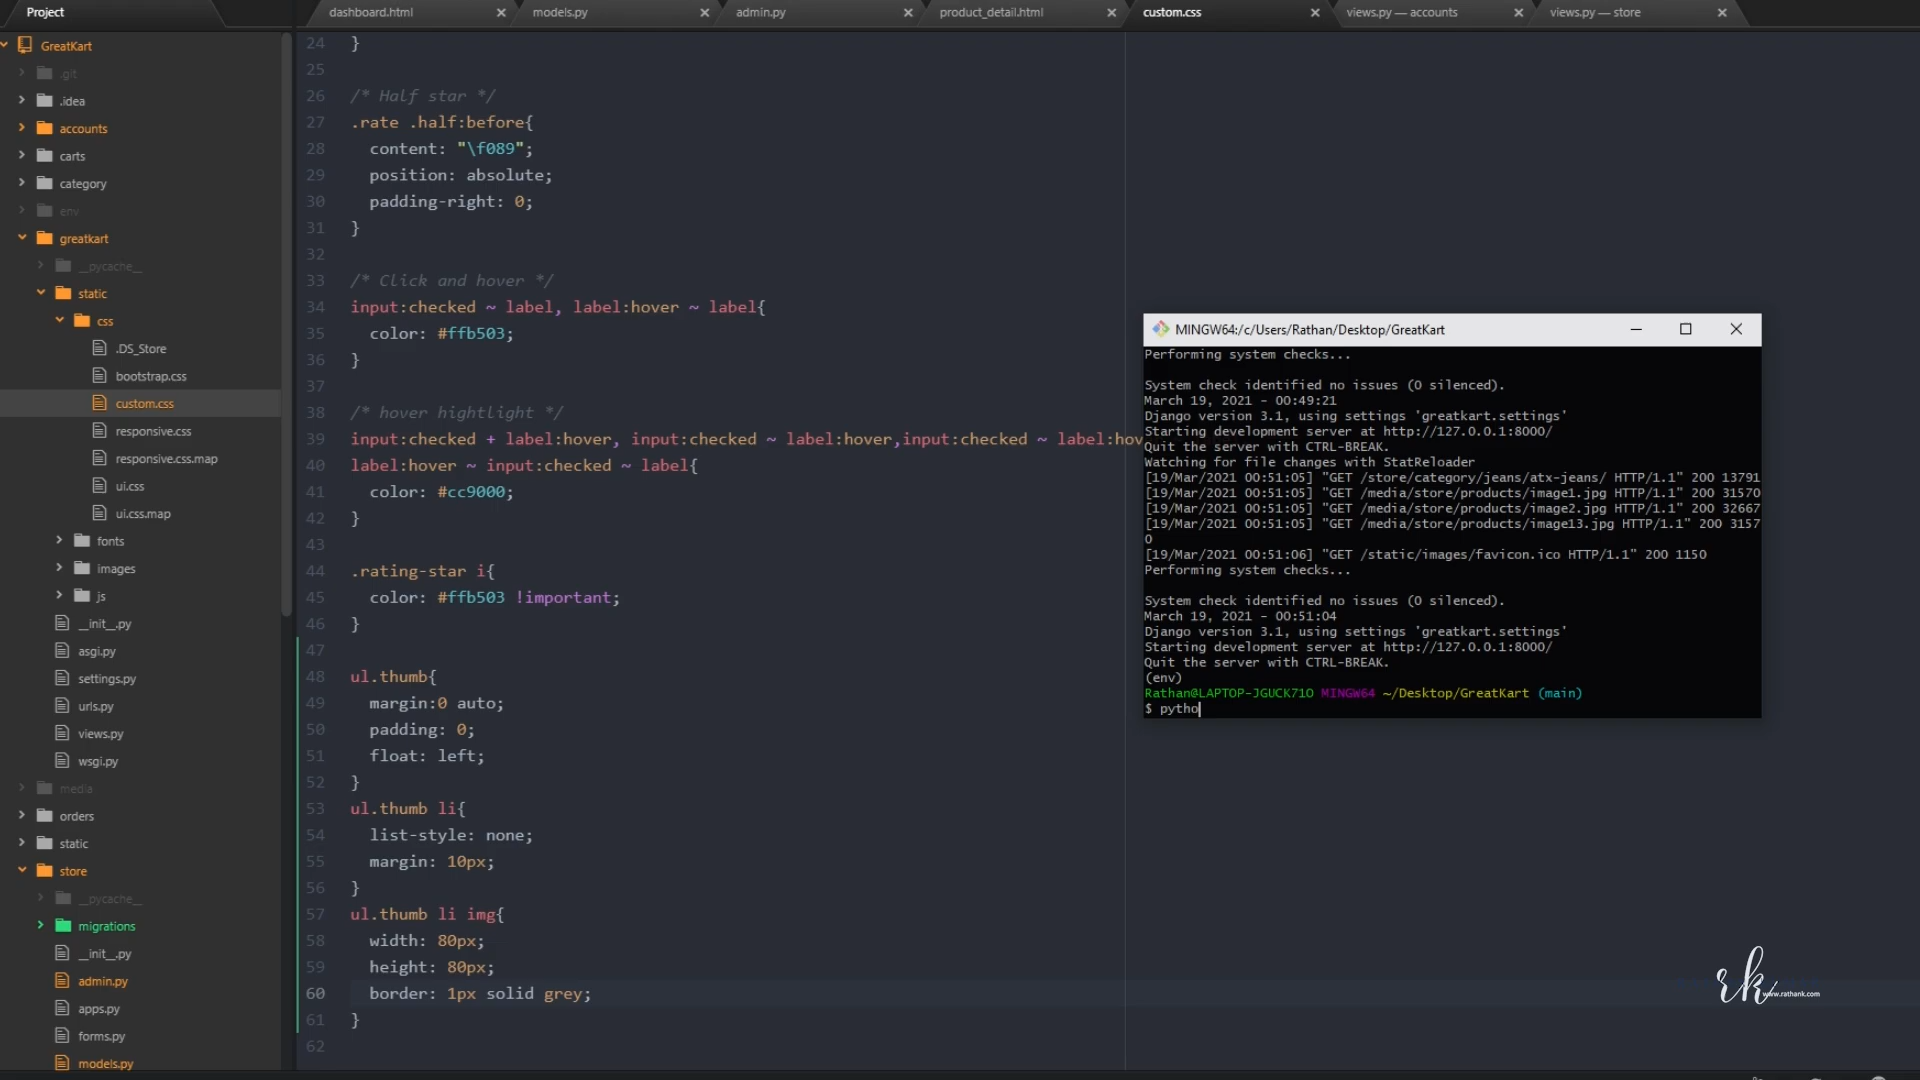 Project
dashboard.html
models.py
admin.py
product_detail.html
custom.css
views.py — accounts
views.py — store
GreatKart
.git
.idea
accounts
carts
category
env
greatkart
__pycache__
static
css
.DS_Store
bootstrap.css
custom.css
responsive.css
responsive.css.map
ui.css
ui.css.map
fonts
images
js
__init__.py
asgi.py
settings.py
urls.py
views.py
wsgi.py
media
orders
static
store
__pycache__
migrations
__init__.py
admin.py
apps.py
forms.py
models.py
24 }
25
26 /* Half star */
27 .rate .half:before{
28 content: "\f089";
29 position: absolute;
30 padding-right: 0;
31 }
32
33 /* Click and hover */
34 input:checked ~ label, label:hover ~ label{
35 color: #ffb503;
36 }
37
38 /* hover hightlight */
39 input:checked + label:hover, input:checked ~ label:hover,input:checked ~ label:hov
40 label:hover ~ input:checked ~ label{
41 color: #cc9000;
42 }
43
44 .rating-star i{
45 color: #ffb503 !important;
46 }
47
48 ul.thumb{
49 margin:0 auto;
50 padding: 0;
51 float: left;
52 }
53 ul.thumb li{
54 list-style: none;
55 margin: 10px;
56 }
57 ul.thumb li img{
58 width: 80px;
59 height: 80px;
60 border: 1px solid grey;
61 }
62
MINGW64:/c/Users/Rathan/Desktop/GreatKart
Performing system checks...
System check identified no issues (0 silenced).
March 19, 2021 - 00:49:21
Django version 3.1, using settings 'greatkart.settings'
Starting development server at http://127.0.0.1:8000/
Quit the server with CTRL-BREAK.
Watching for file changes with StatReloader
[19/Mar/2021 00:51:05] "GET /store/category/jeans/atx-jeans/ HTTP/1.1" 200 13791
[19/Mar/2021 00:51:05] "GET /media/store/products/image1.jpg HTTP/1.1" 200 31570
[19/Mar/2021 00:51:05] "GET /media/store/products/image2.jpg HTTP/1.1" 200 32667
[19/Mar/2021 00:51:05] "GET /media/store/products/image13.jpg HTTP/1.1" 200 3157
0
[19/Mar/2021 00:51:06] "GET /static/images/favicon.ico HTTP/1.1" 200 1150
Performing system checks...
System check identified no issues (0 silenced).
March 19, 2021 - 00:51:04
Django version 3.1, using settings 'greatkart.settings'
Starting development server at http://127.0.0.1:8000/
Quit the server with CTRL-BREAK.
(env)
Rathan@LAPTOP-JGUCK710 MINGW64 ~/Desktop/GreatKart (main)
$ pytho
rk
www.rathank.com